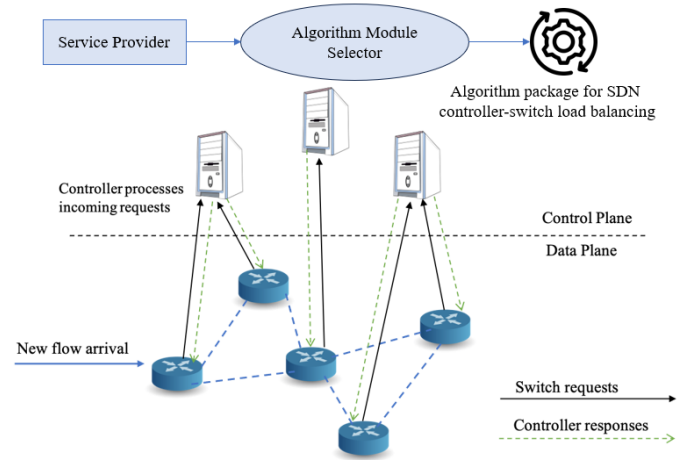 Service Provider
Algorithm Module
Selector
Algorithm package for SDN
controller-switch load balancing
Controller processes
incoming requests
Control Plane
Data Plane
New flow arrival
Switch requests
Controller responses